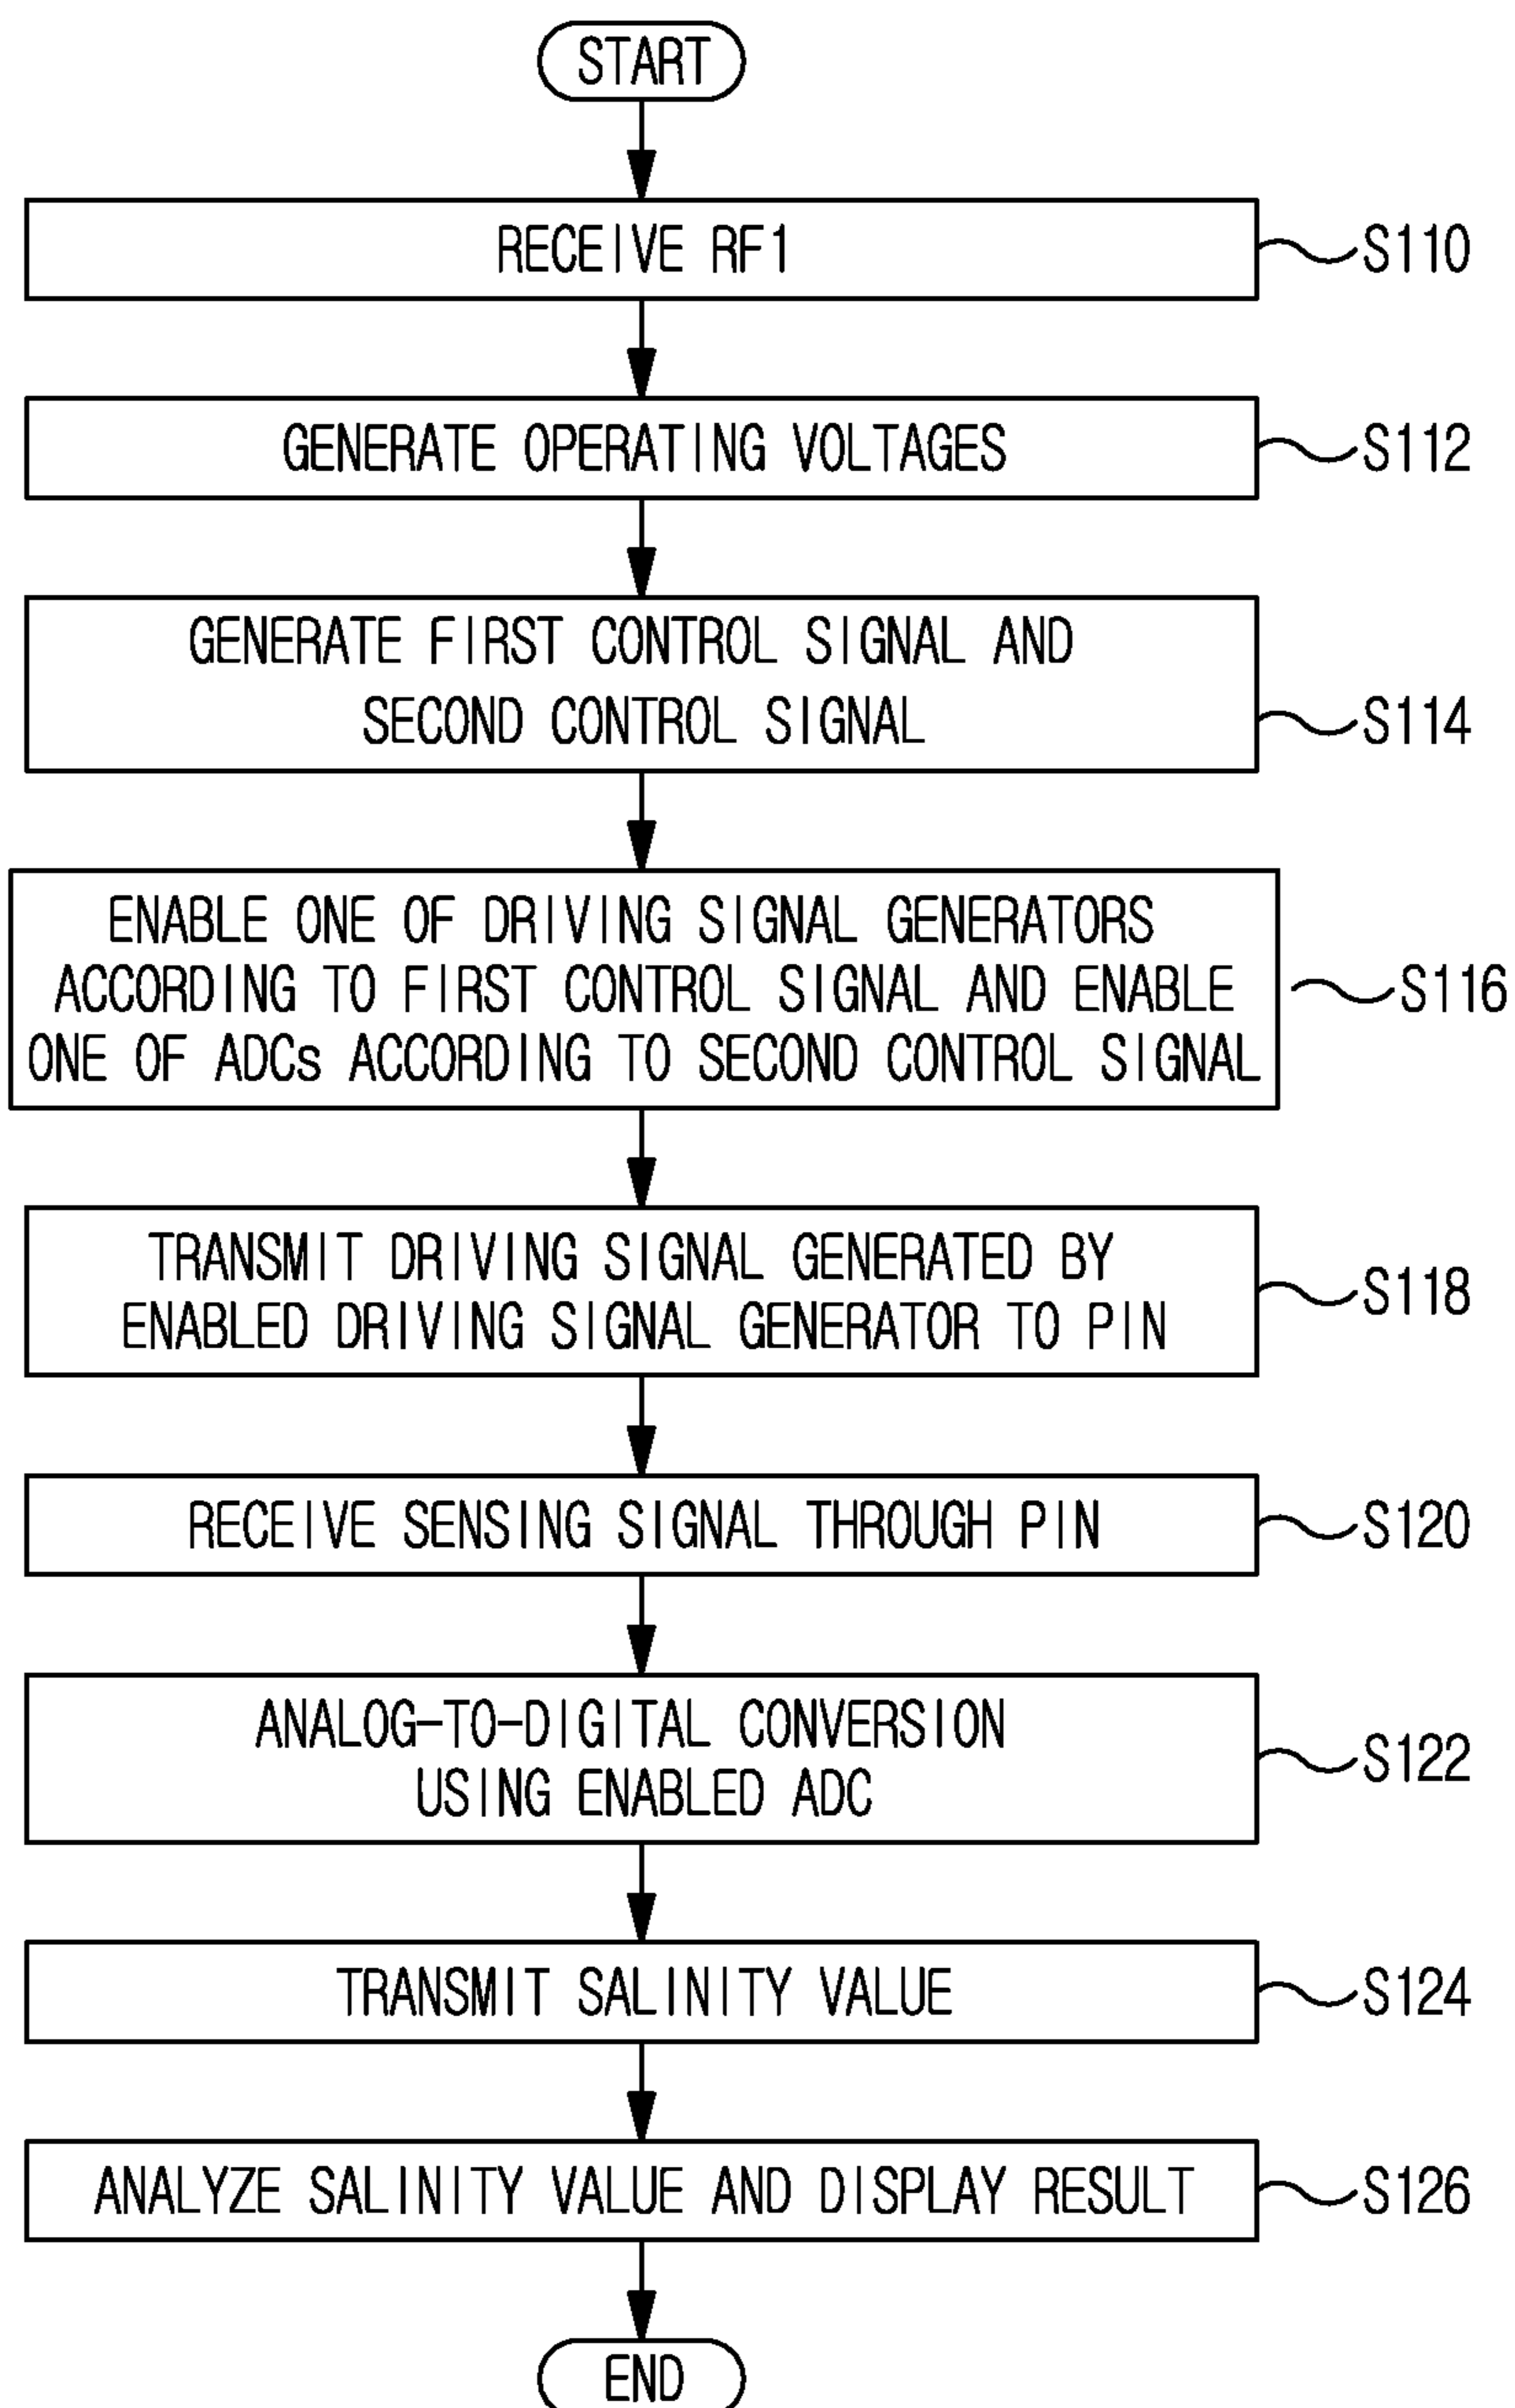 START
RECEIVE RF1
S110
GENERATE OPERATING VOLTAGES
S112
GENERATE FIRST CONTROL SIGNAL AND
SECOND CONTROL SIGNAL
S114
ENABLE ONE OF DRIVING SIGNAL GENERATORS
ACCORDING TO FIRST CONTROL SIGNAL AND ENABLE
ONE OF ADCs ACCORDING TO SECOND CONTROL SIGNAL
S116
TRANSMIT DRIVING SIGNAL GENERATED BY
ENABLED DRIVING SIGNAL GENERATOR TO PIN
S118
RECEIVE SENSING SIGNAL THROUGH PIN
S120
ANALOG-TO-DIGITAL CONVERSION
USING ENABLED ADC
S122
TRANSMIT SALINITY VALUE
S124
ANALYZE SALINITY VALUE AND DISPLAY RESULT
S126
END